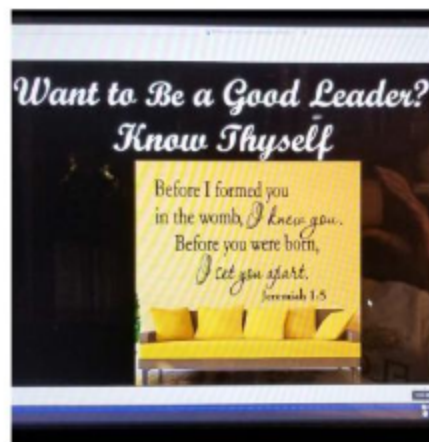 Want to Be a Good Leader?
Know Thyself
Before I formed you
in the womb, I knew you.
Before you were born,
I set you apart.
Jeremiah 1:5